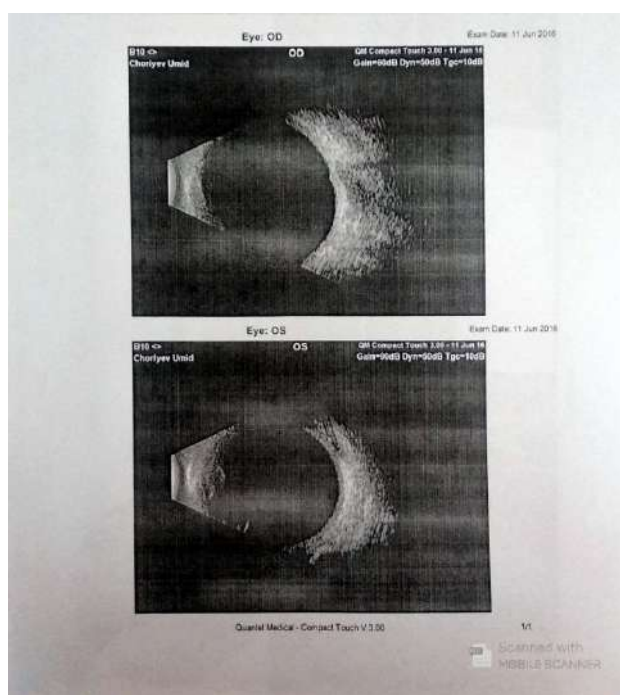 Eye: OD
Exam Date: 11 Jun 2016
B10 <> OD QM Compact Touch 3.00 - 11 Jun 16
Choriyev Umid Gain=90dB Dyn=50dB Tgc=10dB
Eye: OS
Exam Date: 11 Jun 2016
B10 <> OS QM Compact Touch 3.00 - 11 Jun 16
Choriyev Umid Gain=90dB Dyn=50dB Tgc=10dB
Quantel Medical - Compact Touch V 3.00 1/1
Scanned with
MOBILE SCANNER